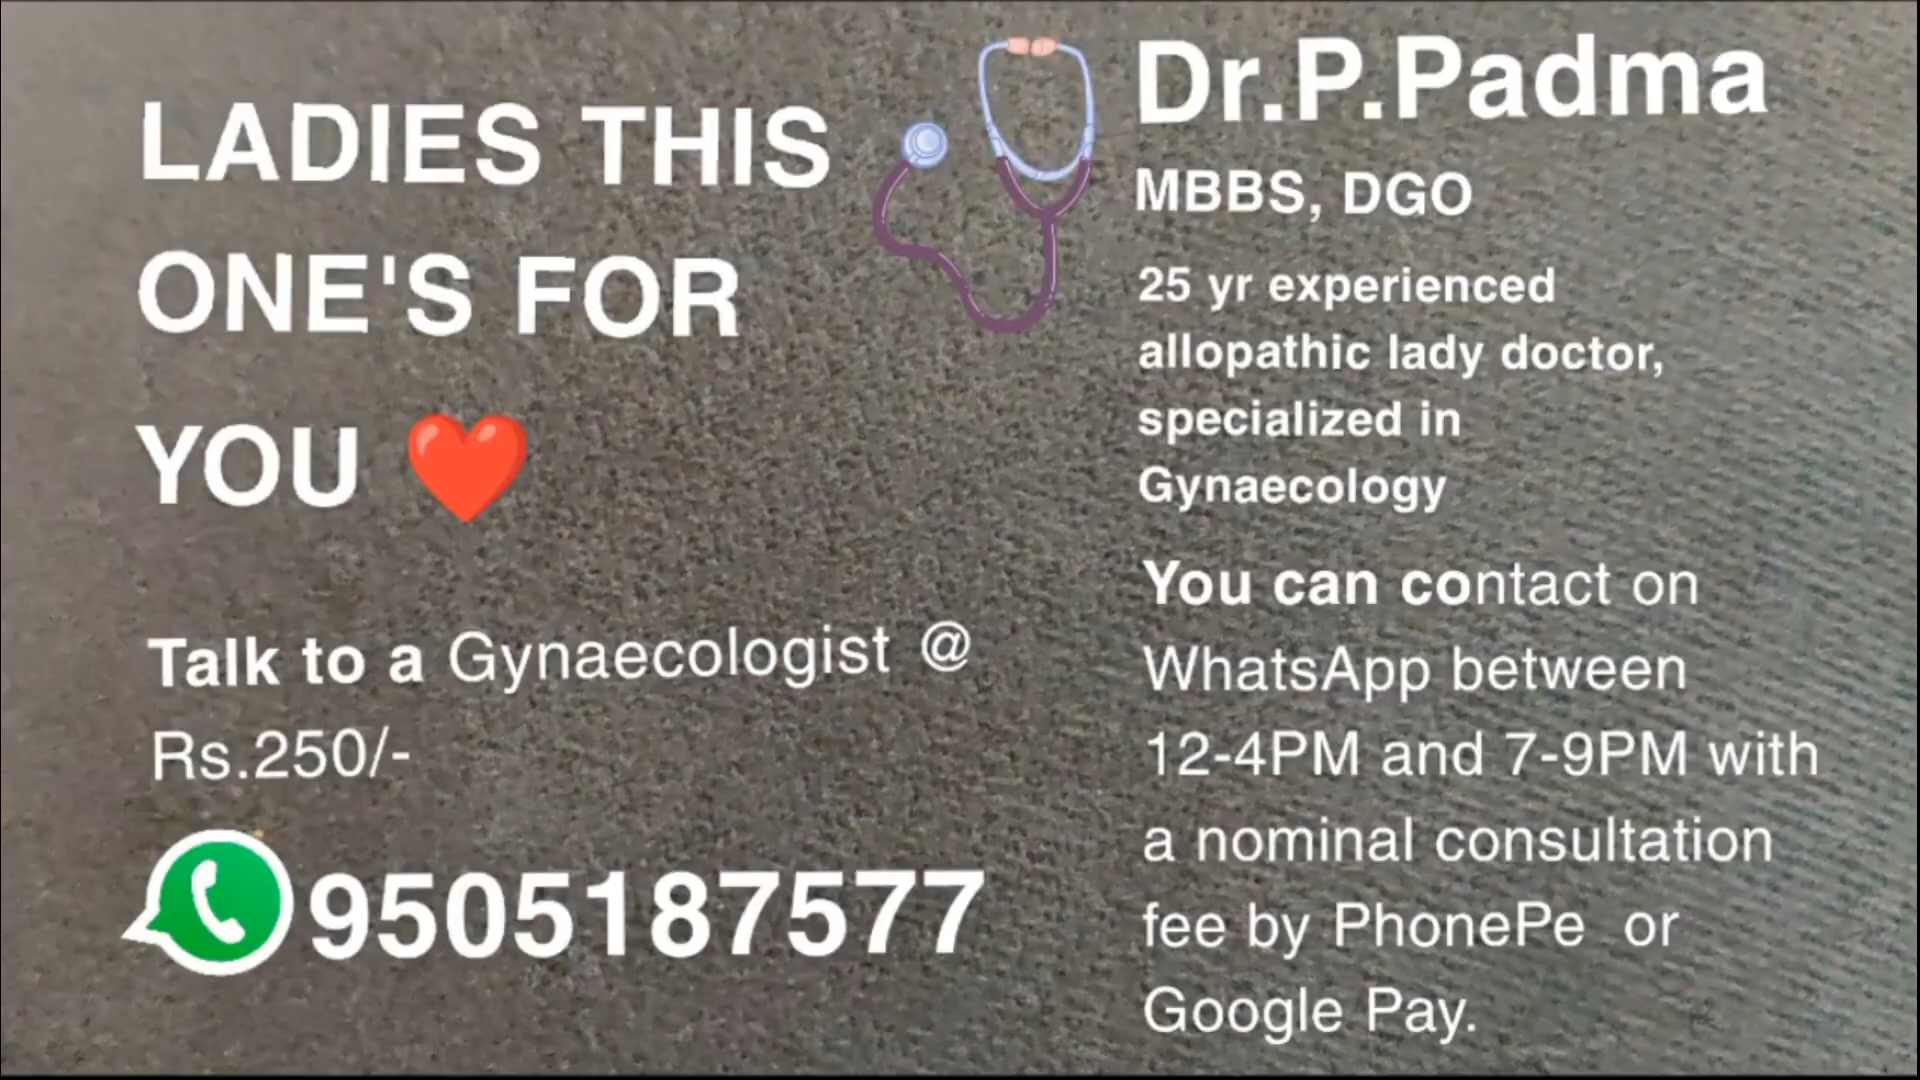 LADIES THIS
ONE'S FOR
YOU ❤️
Talk to a Gynaecologist @
Rs.250/-
9505187577
Dr.P.Padma
MBBS, DGO
25 yr experienced
allopathic lady doctor,
specialized in
Gynaecology
You can contact on
WhatsApp between
12-4PM and 7-9PM with
a nominal consultation
fee by PhonePe or
Google Pay.